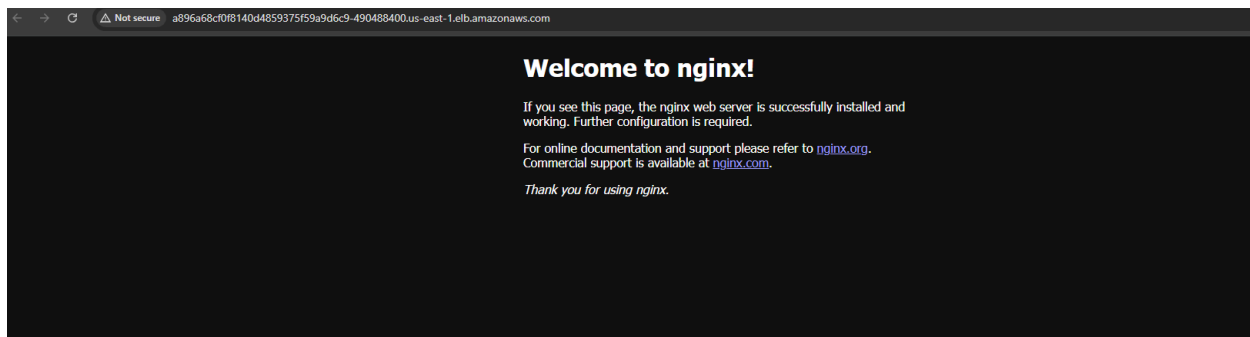 Not secure a896a68cf0f8140d4859375f59a9d6c9-490488400.us-east-1.elb.amazonaws.com
Welcome to nginx!
If you see this page, the nginx web server is successfully installed and
working. Further configuration is required.
For online documentation and support please refer to nginx.org.
Commercial support is available at nginx.com.
Thank you for using nginx.